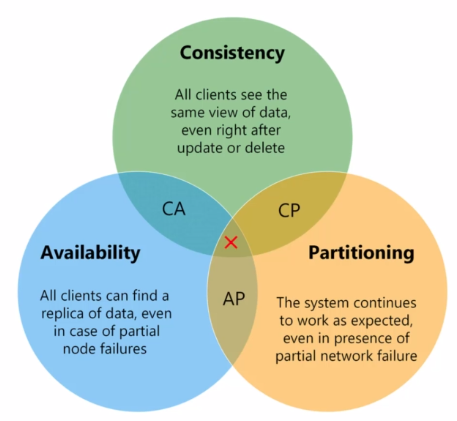 Consistency
All clients see the
same view of data,
even right after
update or delete
CA
CP
Availability
All clients can find a
replica of data, even
in case of partial
node failures
AP
Partitioning
The system continues
to work as expected,
even in presence of
partial network failure